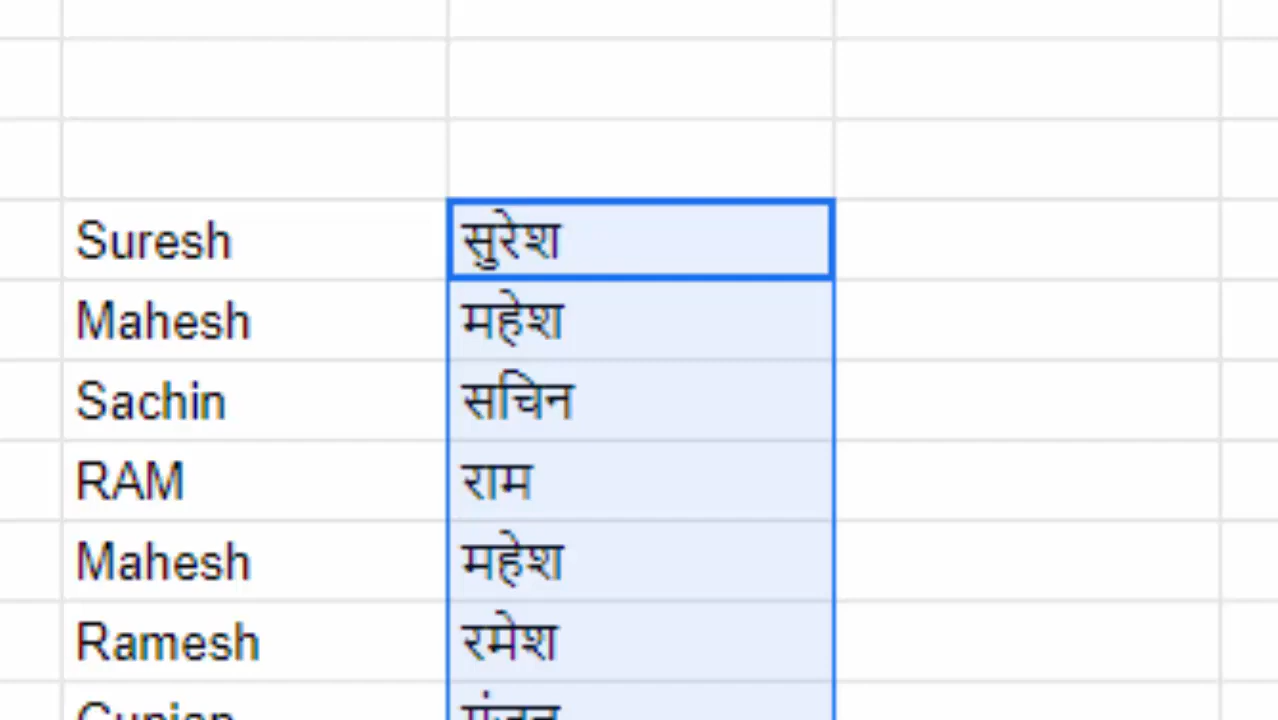 Suresh सुरेश
Mahesh महेश
Sachin सचिन
RAM राम
Mahesh महेश
Ramesh रमेश